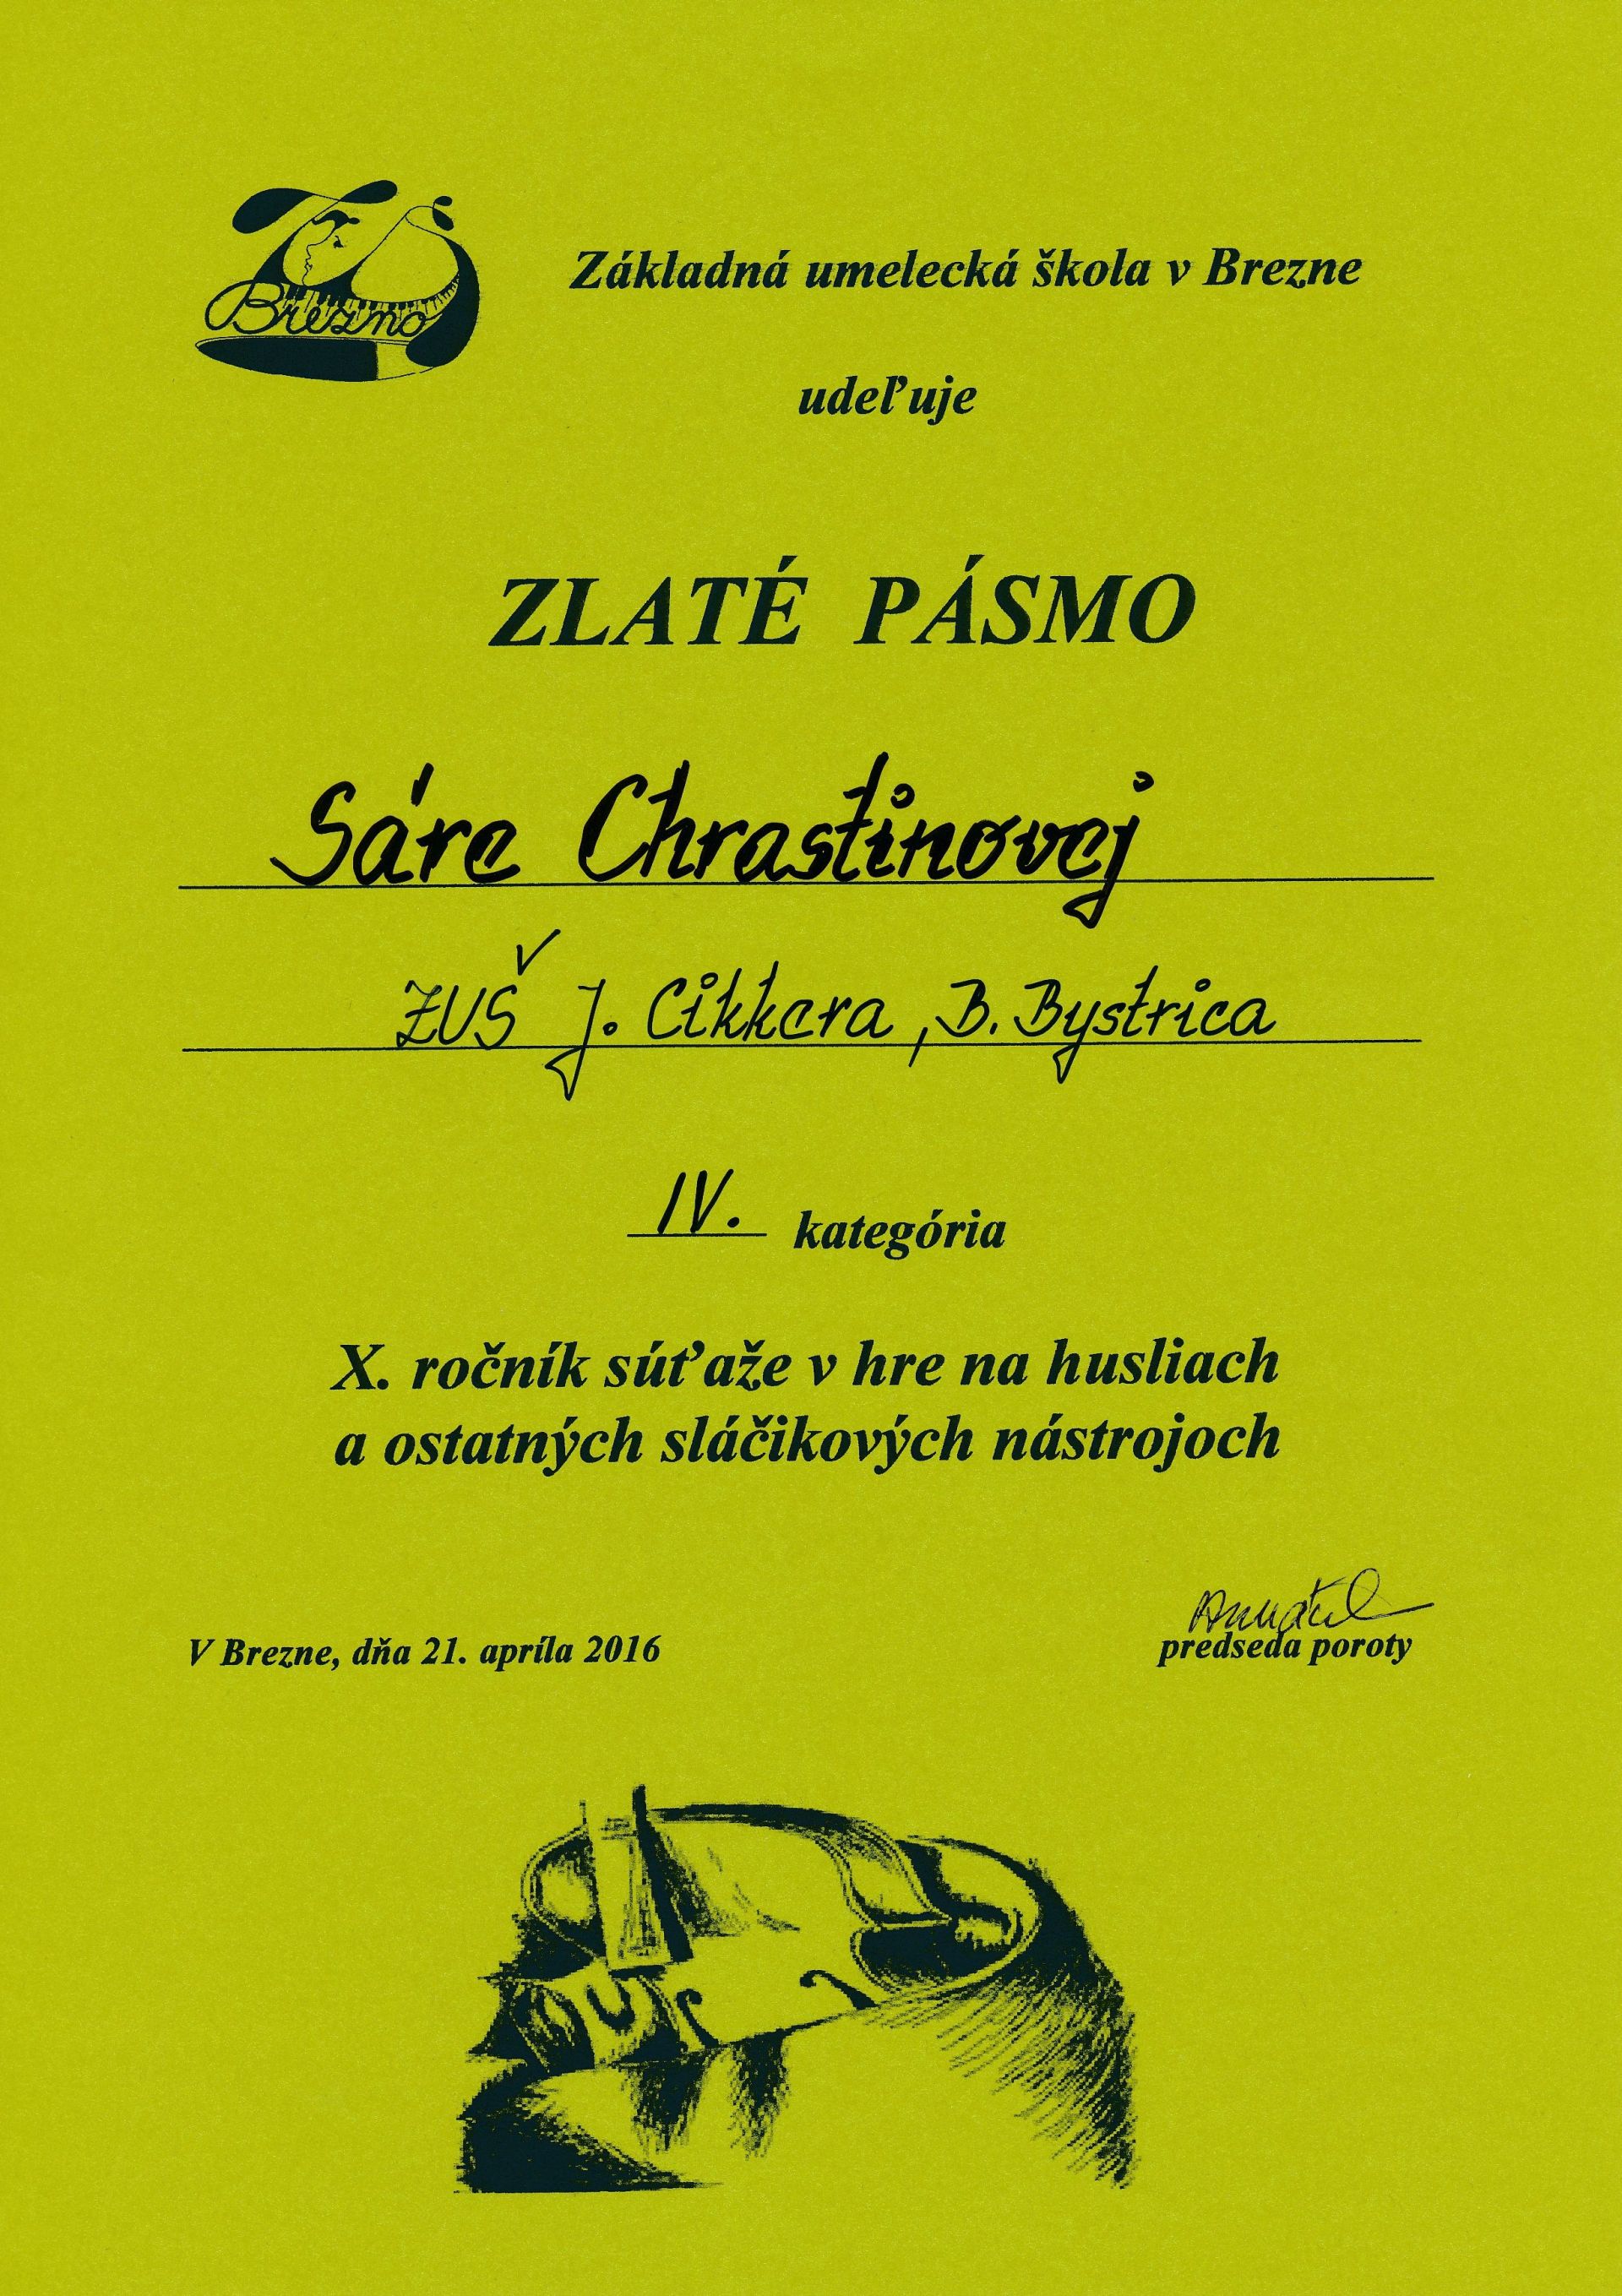 Brezno
Základná umelecká škola v Brezne
udeľuje
ZLATÉ PÁSMO
Sáre Chrastinovej
ZUŠ J. Cikkera, B. Bystrica
IV. kategória
X. ročník súťaže v hre na husliach
a ostatných sláčikových nástrojoch
V Brezne, dňa 21. apríla 2016
predseda poroty